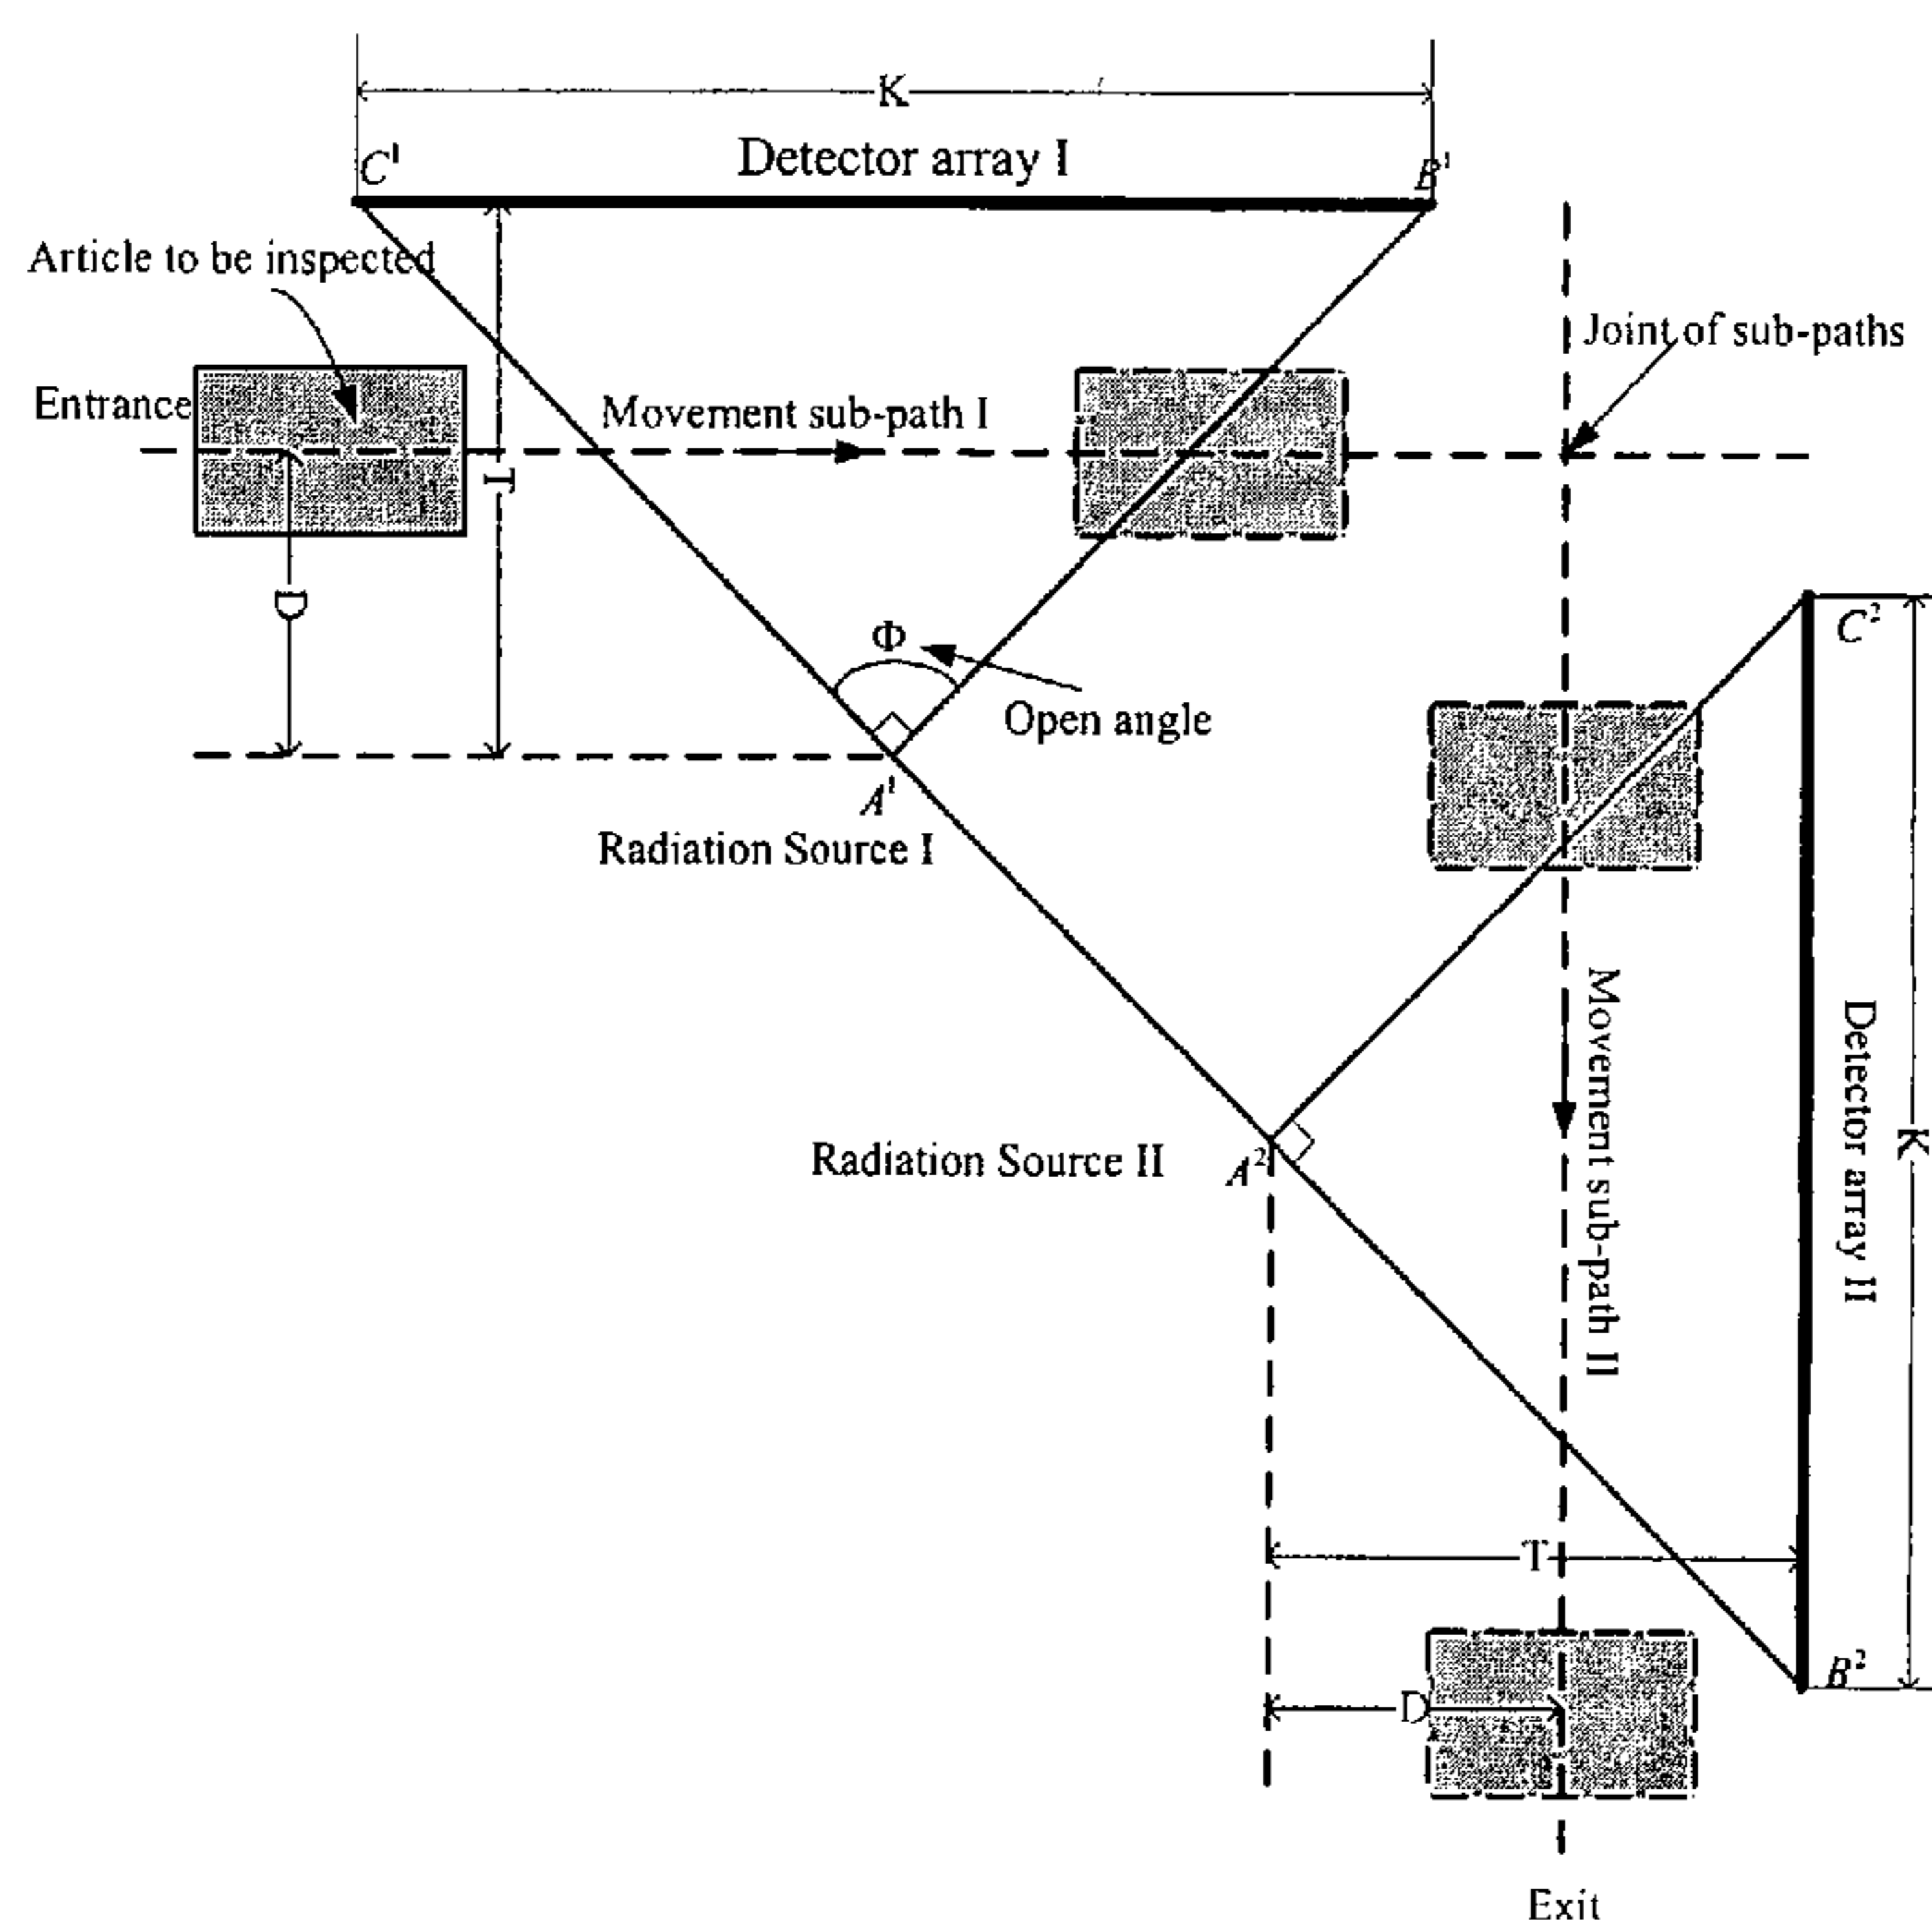 K
Detector array I
C¹
B¹
Article to be inspected
Joint of sub-paths
Entrance
Movement sub-path I
T
D
Φ
C²
Open angle
A¹
Radiation Source I
Movement sub-path II
Detector array II
K
Radiation Source II
A²
T
B²
D
Exit